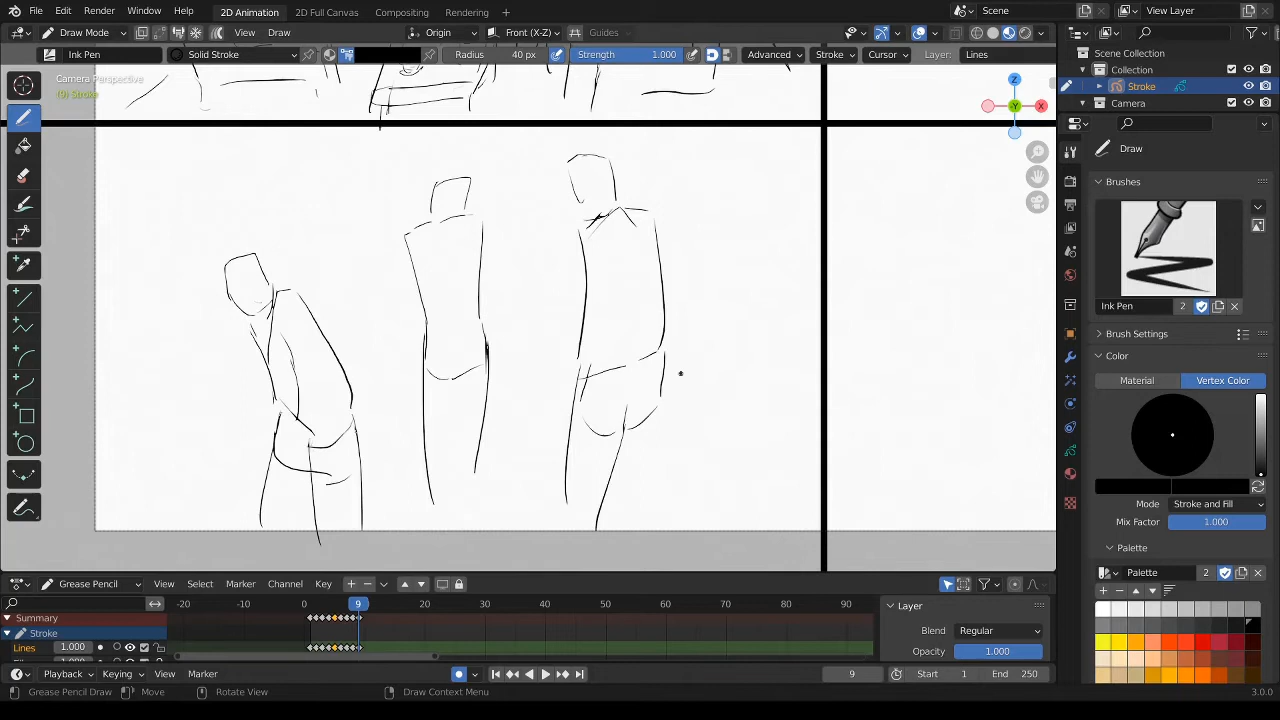 File Edit Render Window Help 2D Animation 2D Full Canvas Compositing Rendering + Scene View Layer
Draw Mode View Draw Origin Front (X-Z) Guides
Ink Pen Solid Stroke Radius 40 px Strength 1.000 Advanced Stroke Cursor Layer: Lines
Camera Perspective
(9) Stroke
Z
-Y
X
Scene Collection
Collection
Stroke
Camera
Draw
Brushes
Ink Pen 2
Brush Settings
Color
Material Vertex Color
Mode Stroke and Fill
Mix Factor 1.000
Palette
Palette 2
Grease Pencil View Select Marker Channel Key
-20 -10 0 9 20 30 40 50 60 70 80 90
Summary
Stroke
Lines 1.000
Layer
Blend Regular
Opacity 1.000
Playback Keying View Marker 9 Start 1 End 250
Grease Pencil Draw Move Rotate View Draw Context Menu 3.0.0